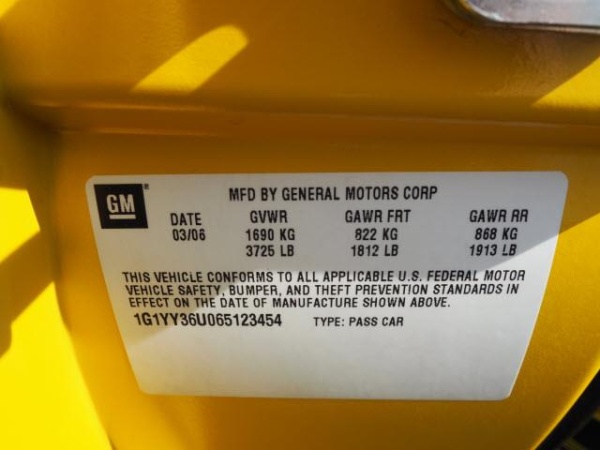 GM
MFD BY GENERAL MOTORS CORP
DATE GVWR GAWR FRT GAWR RR
03/06 1690 KG 822 KG 868 KG
3725 LB 1812 LB 1913 LB
THIS VEHICLE CONFORMS TO ALL APPLICABLE U.S. FEDERAL MOTOR
VEHICLE SAFETY, BUMPER, AND THEFT PREVENTION STANDARDS IN
EFFECT ON THE DATE OF MANUFACTURE SHOWN ABOVE.
1G1YY36U065123454 TYPE: PASS CAR